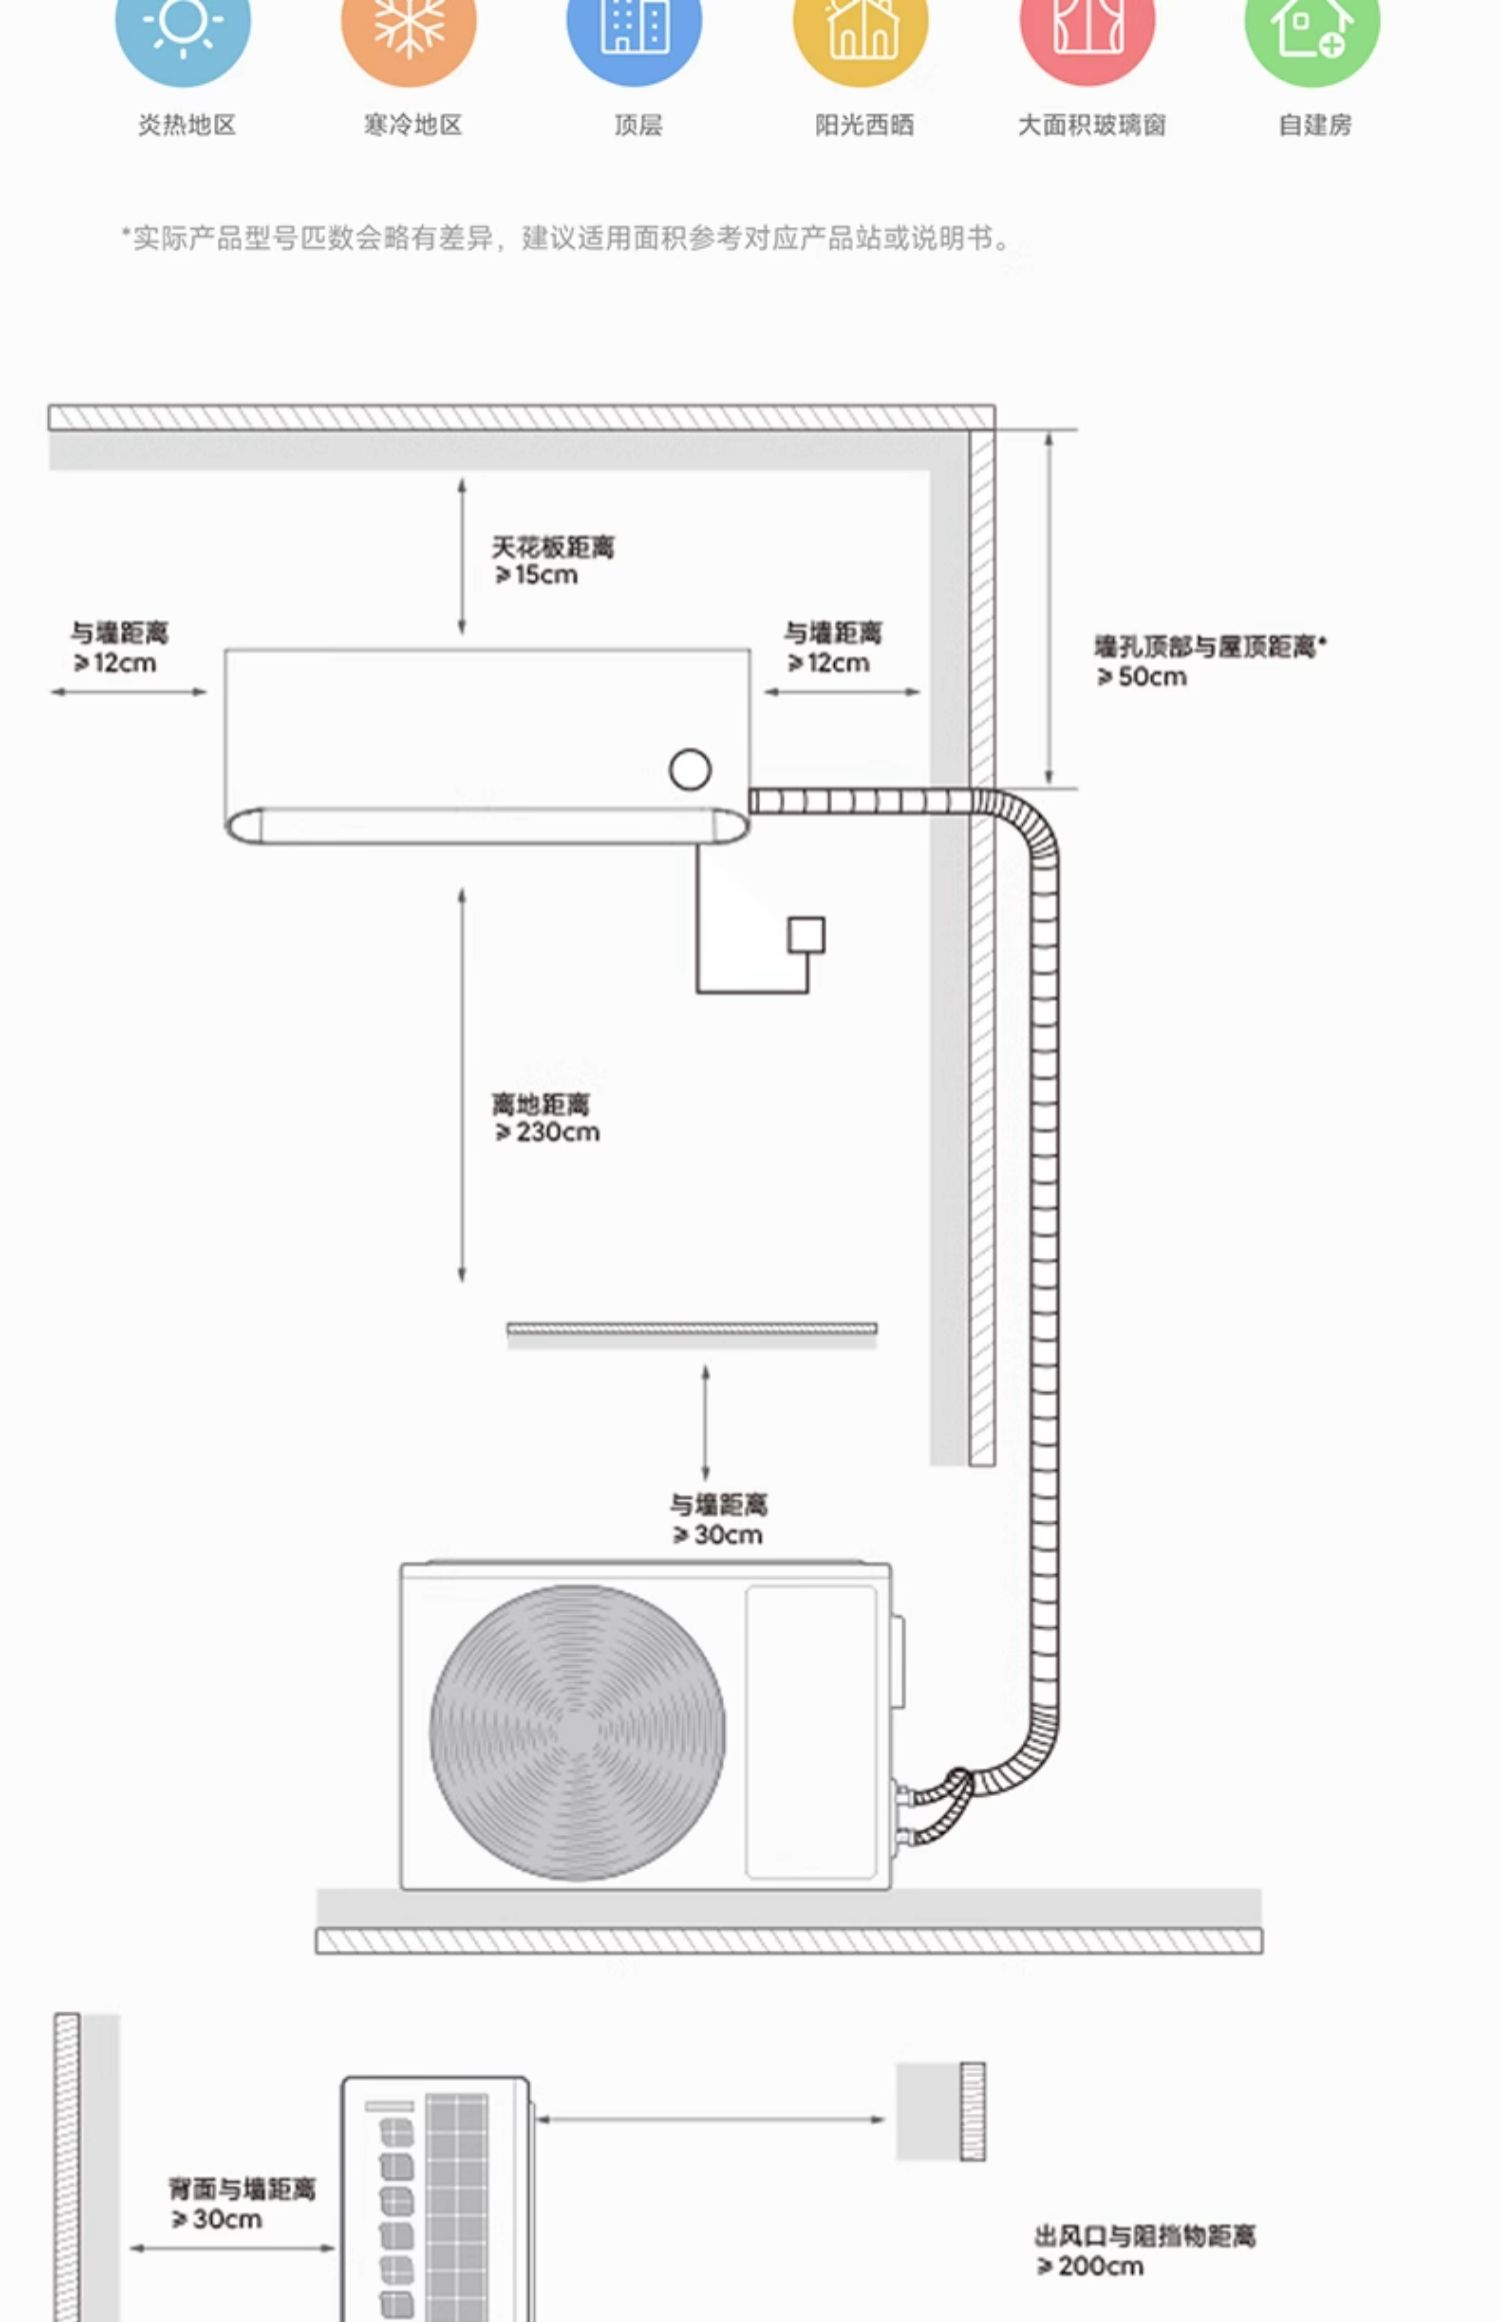 炎热地区
寒冷地区
顶层
阳光西晒
大面积玻璃窗
自建房
*实际产品型号匹数会略有差异，建议适用面积参考对应产品站或说明书。
天花板距离
⩾15cm
与墙距离
⩾12cm
与墙距离
⩾12cm
墙孔顶部与屋顶距离*
⩾50cm
离地距离
⩾230cm
与墙距离
⩾30cm
背面与墙距离
⩾30cm
出风口与阻挡物距离
⩾200cm